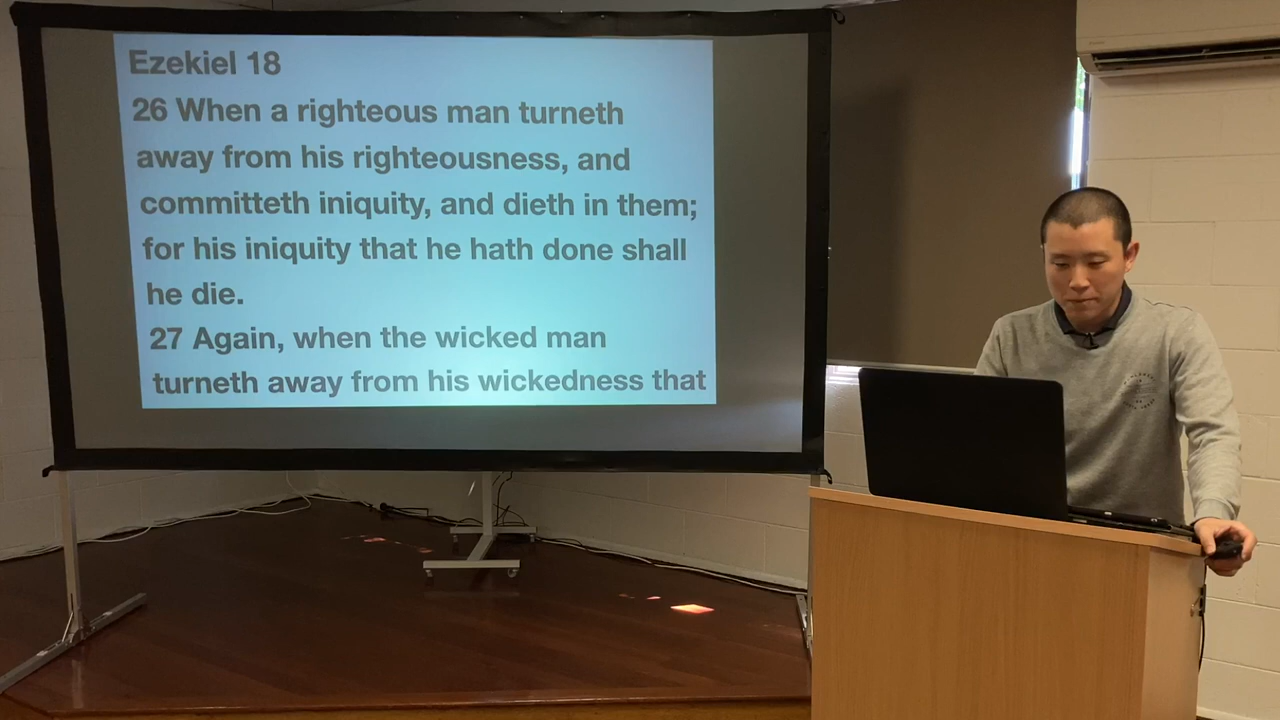 Ezekiel 18
26 When a righteous man turneth
away from his righteousness, and
committeth iniquity, and dieth in them;
for his iniquity that he hath done shall
he die.
27 Again, when the wicked man
turneth away from his wickedness that